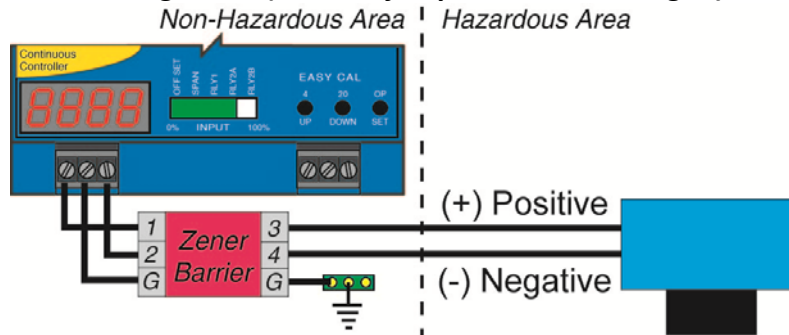 Non-Hazardous Area
Hazardous Area
Continuous
Controller
8888
OFF SET
SPAN
RLY1
RLY2A
RLY2B
0% INPUT 100%
EASY CAL
4 20 OP
UP DOWN SET
(+) Positive
1 3
Zener
2 4
Barrier
G G
(-) Negative